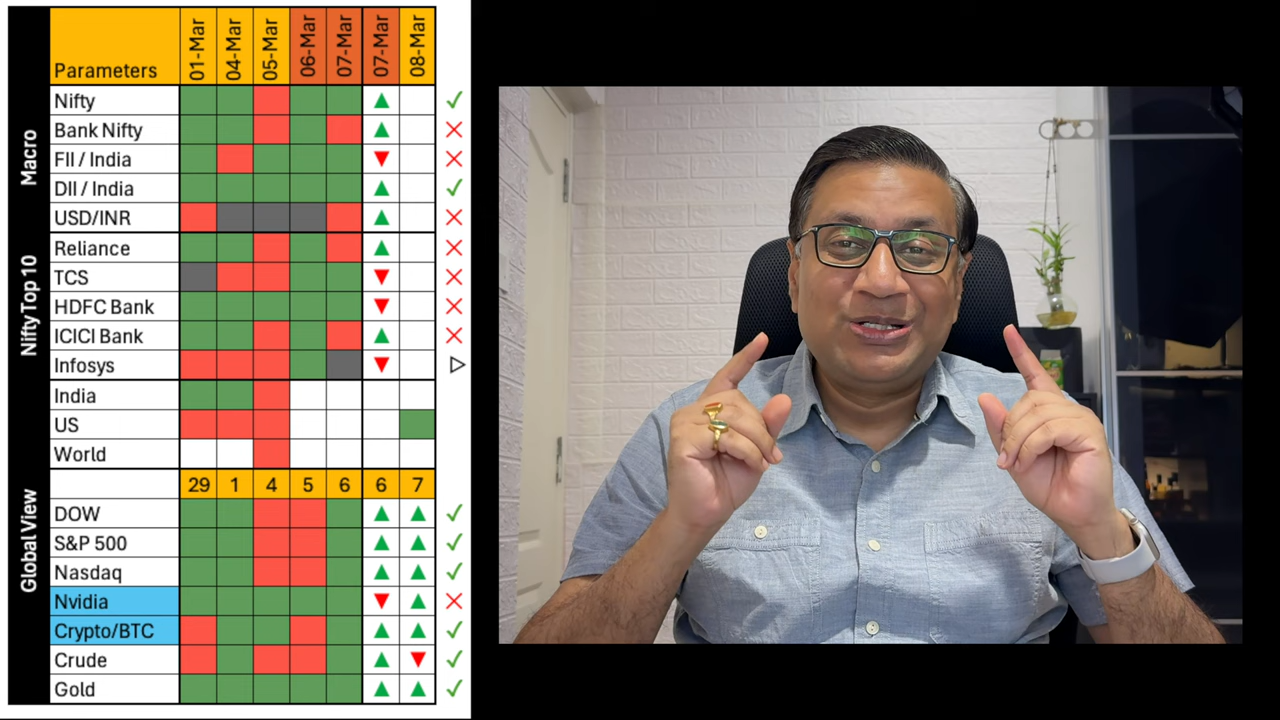 Parameters 01-Mar 04-Mar 05-Mar 06-Mar 07-Mar 07-Mar 08-Mar
Macro
Nifty
Bank Nifty
FII / India
DII / India
USD/INR
Nifty Top 10
Reliance
TCS
HDFC Bank
ICICI Bank
Infosys
Global View
India
US
World
29 1 4 5 6 6 7
DOW
S&P 500
Nasdaq
Nvidia
Crypto/BTC
Crude
Gold